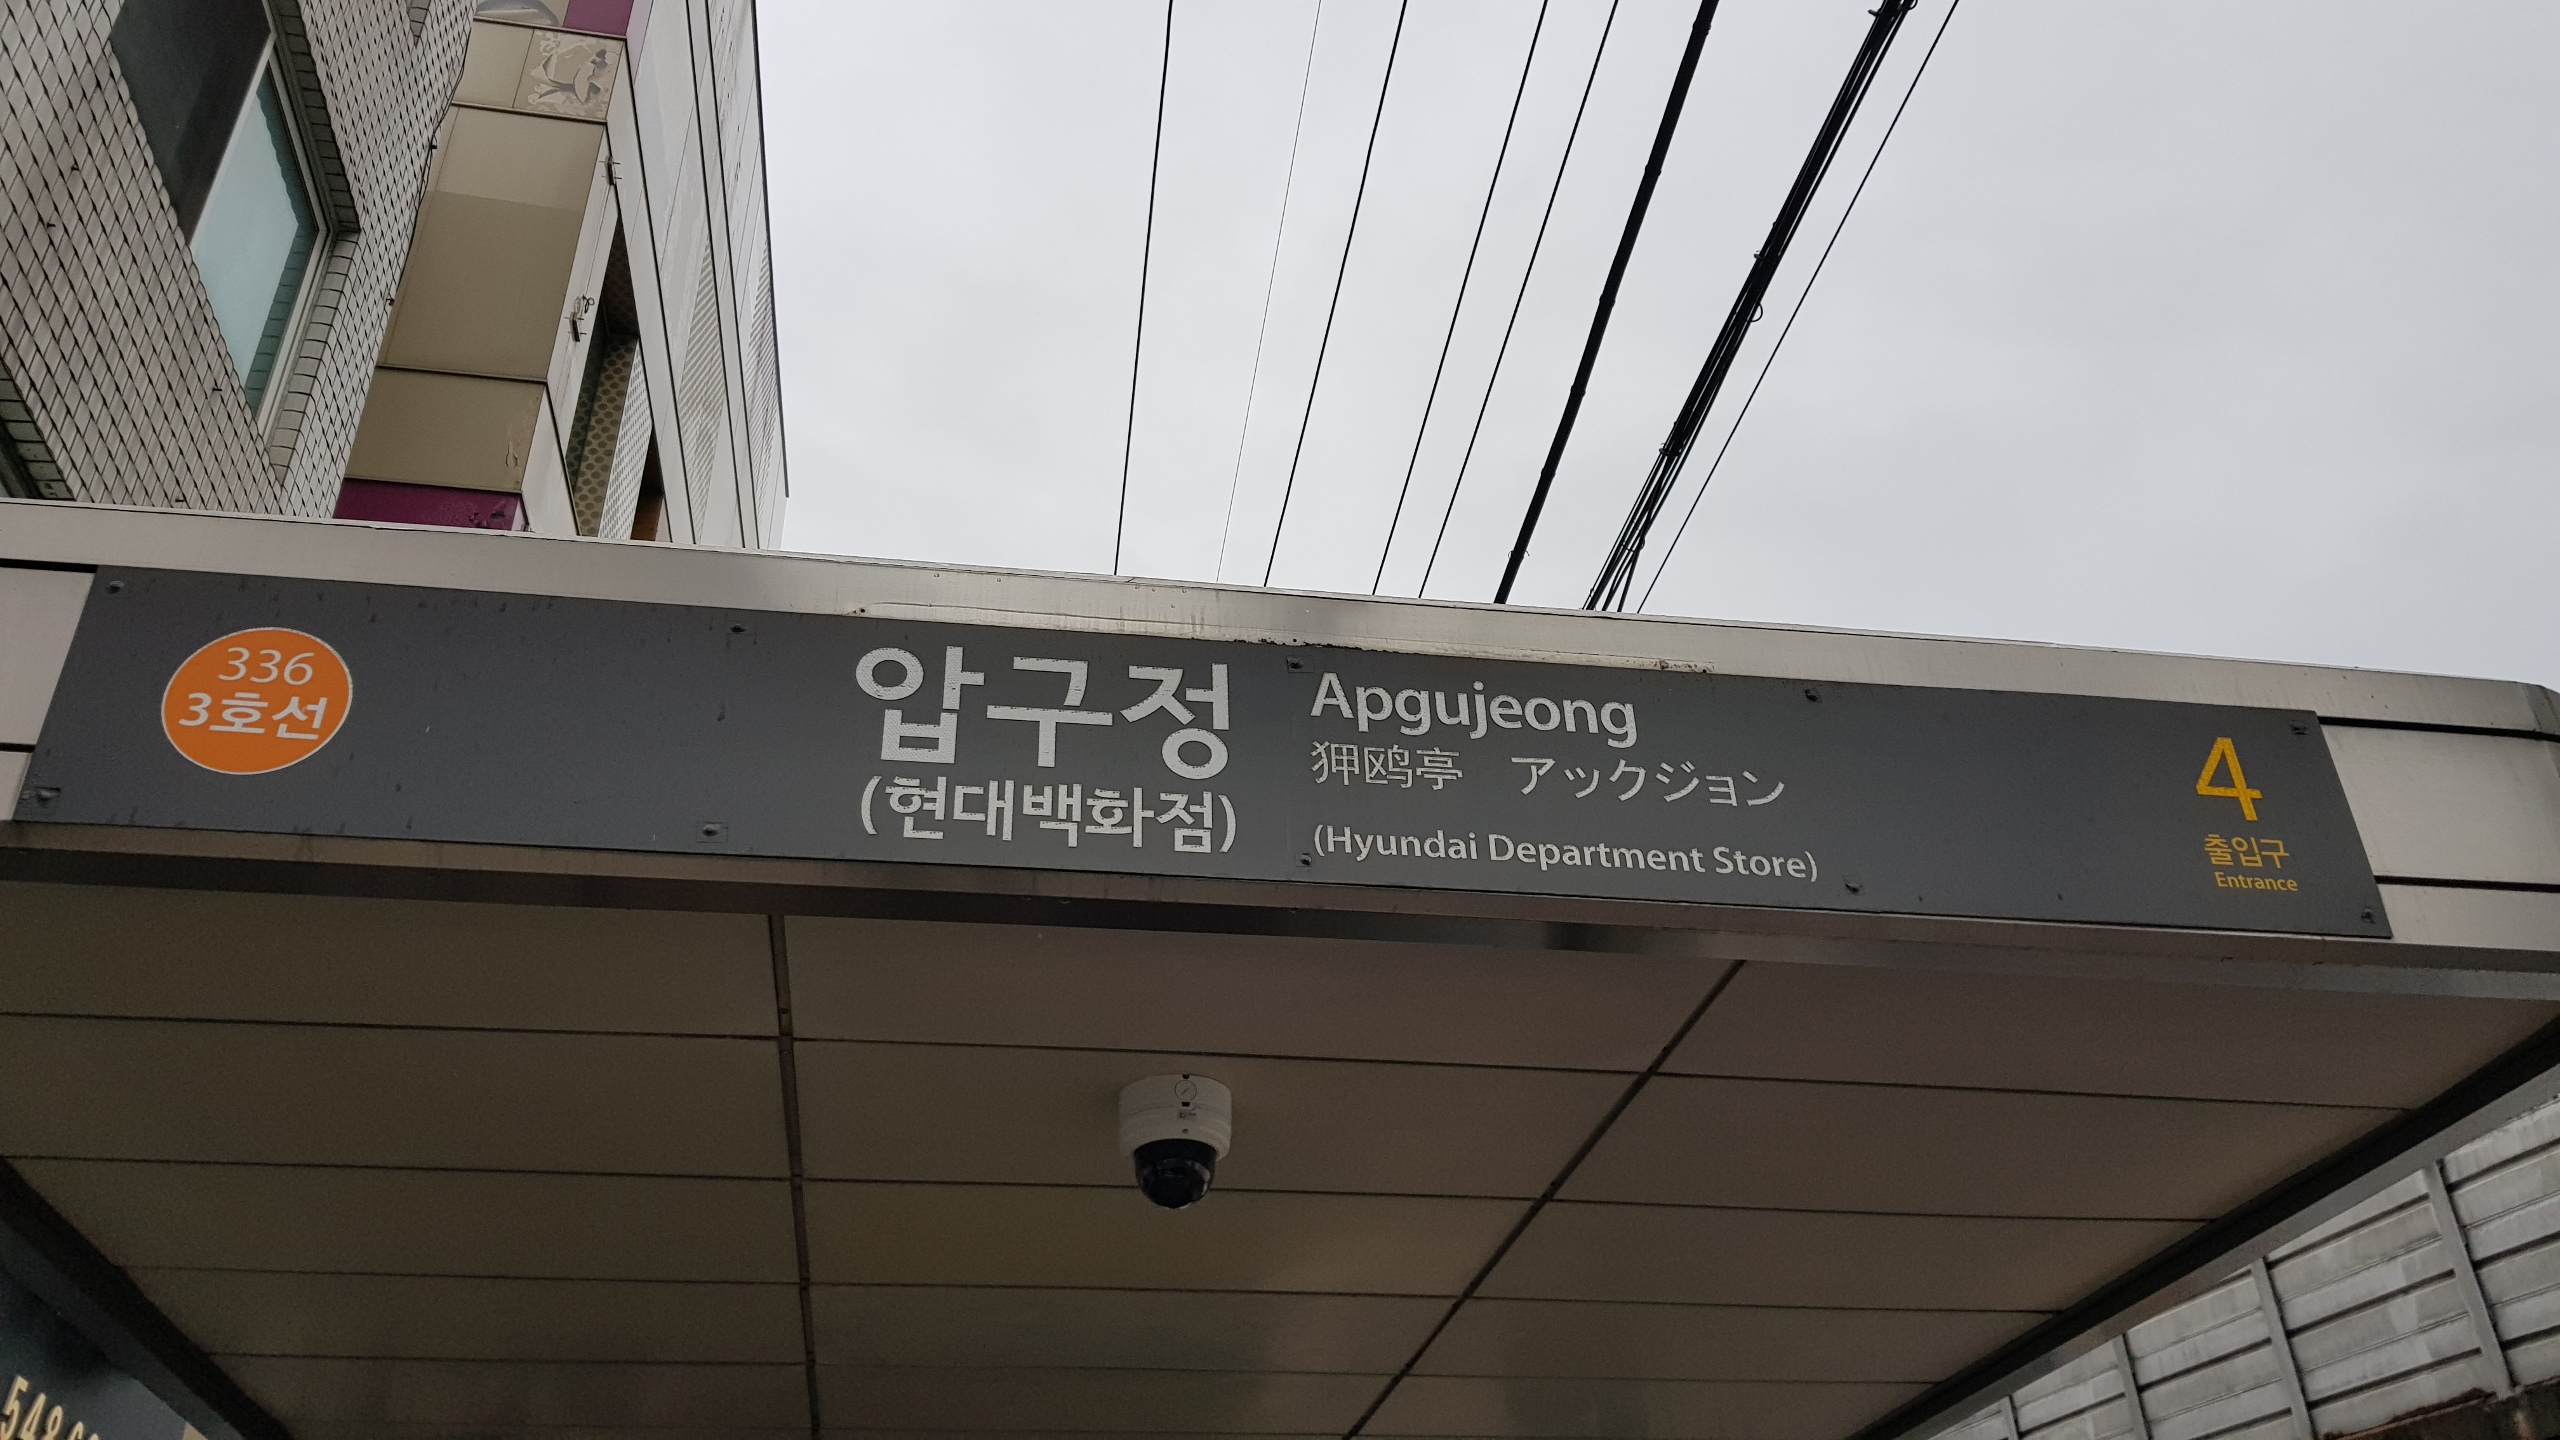 336
3호선
압구정
(현대백화점)
Apgujeong
狎鸥亭 アックジョン
(Hyundai Department Store)
4
출입구
Entrance